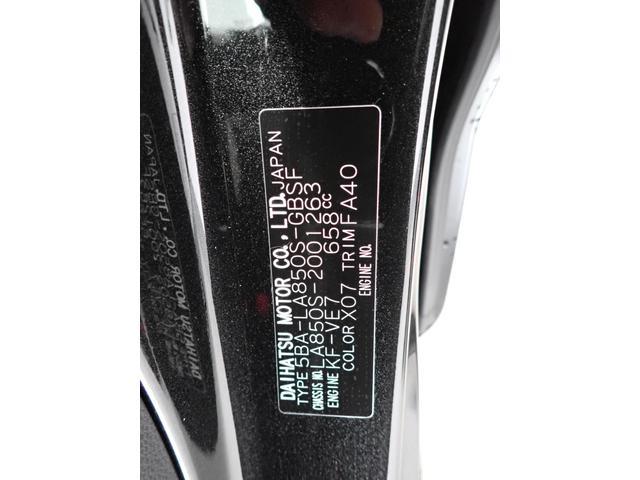 DAIHATSU MOTOR CO., LTD. JAPAN
TYPE 5BA-LA850S-GBSF
CHASSIS NO. LA850S-2001263
ENGINE KF-VE7 658cc
COLOR X07 TRIM FA40
ENGINE NO.